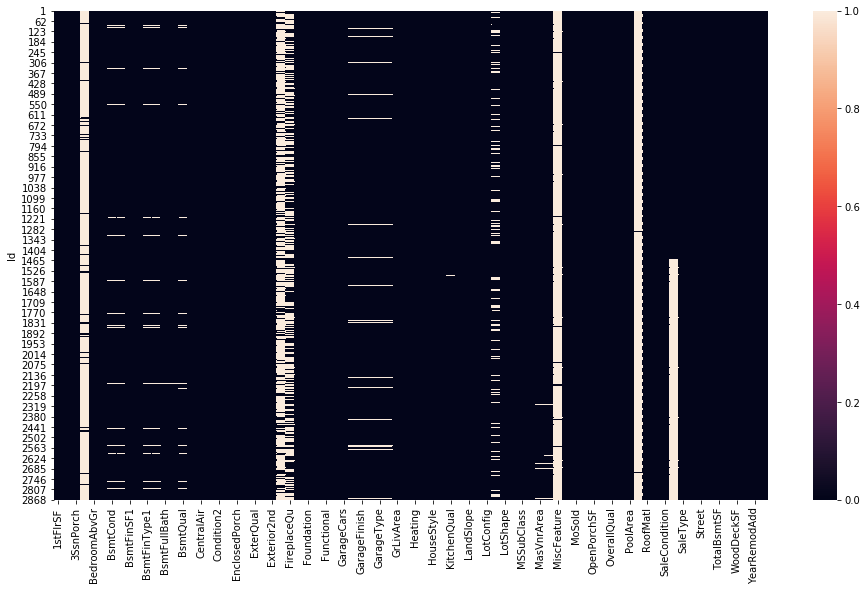 1
62
123
184
245
306
367
428
489
550
611
672
733
794
855
916
977
1038
1099
1160
1221
1282
1343
1404
1465
1526
1587
1648
1709
1770
1831
1892
1953
2014
2075
2136
2197
2258
2319
2380
2441
2502
2563
2624
2685
2746
2807
2868
Id
1stFlrSF
3SsnPorch
BedroomAbvGr
BsmtCond
BsmtFinSF1
BsmtFinType1
BsmtFullBath
BsmtQual
CentralAir
Condition2
EnclosedPorch
ExterQual
Exterior2nd
FireplaceQu
Foundation
Functional
GarageCars
GarageFinish
GarageType
GrLivArea
Heating
HouseStyle
KitchenQual
LandSlope
LotConfig
LotShape
MSSubClass
MasVnrArea
MiscFeature
MoSold
OpenPorchSF
OverallQual
PoolArea
RoofMatl
SaleCondition
SaleType
Street
TotalBsmtSF
WoodDeckSF
YearRemodAdd
1.0
0.8
0.6
0.4
0.2
0.0